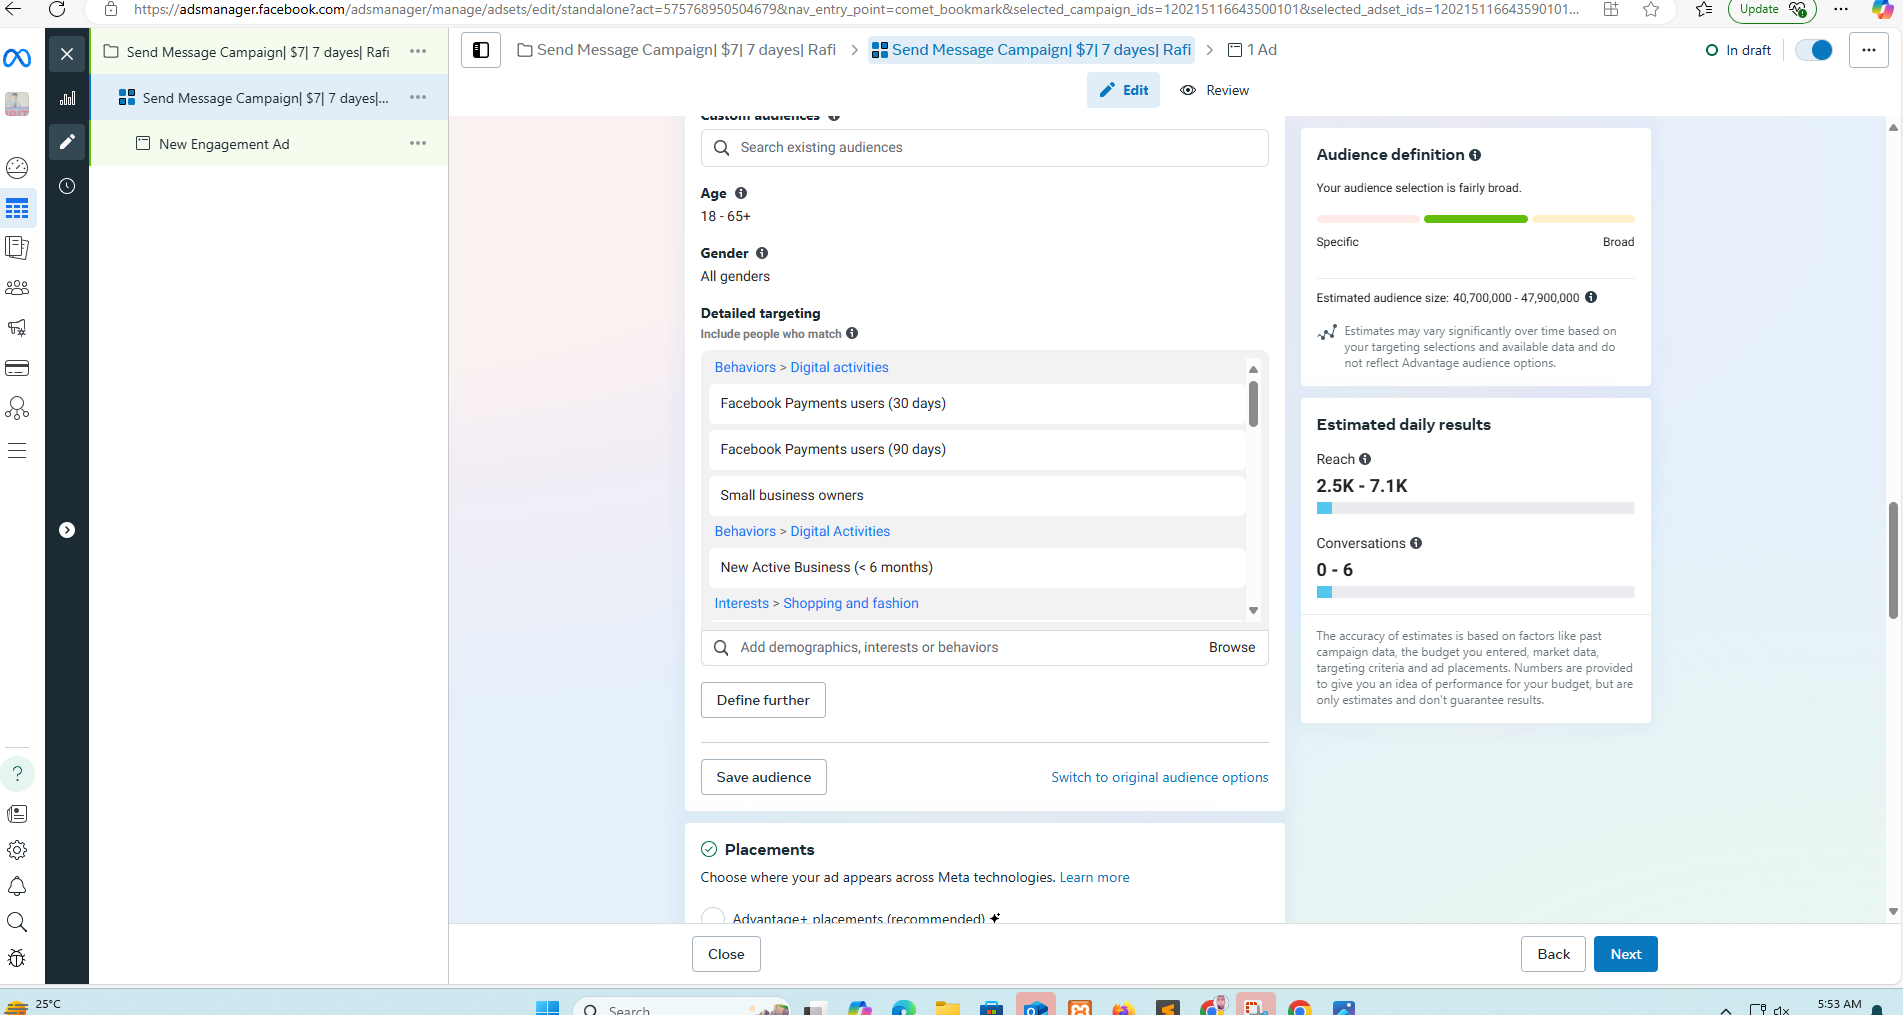 https://adsmanager.facebook.com/adsmanager/manage/adsets/edit/standalone?act=575768950504679&nav_entry_point=comet_bookmark&selected_campaign_ids=120215116643500101&selected_adset_ids=120215116643590101...
Update
Send Message Campaign| $7| 7 dayes| Rafi
Send Message Campaign| $7| 7 dayes|...
New Engagement Ad
Send Message Campaign| $7| 7 dayes| Rafi
Send Message Campaign| $7| 7 dayes| Rafi
1 Ad
In draft
Edit
Review
Custom audiences
Search existing audiences
Age
18 - 65+
Gender
All genders
Detailed targeting
Include people who match
Behaviors > Digital activities
Facebook Payments users (30 days)
Facebook Payments users (90 days)
Small business owners
Behaviors > Digital Activities
New Active Business (< 6 months)
Interests > Shopping and fashion
Add demographics, interests or behaviors
Browse
Define further
Save audience
Switch to original audience options
Placements
Choose where your ad appears across Meta technologies. Learn more
Advantage+ placements (recommended)
Close
Back
Next
Audience definition
Your audience selection is fairly broad.
Specific
Broad
Estimated audience size: 40,700,000 - 47,900,000
Estimates may vary significantly over time based on
your targeting selections and available data and do
not reflect Advantage audience options.
Estimated daily results
Reach
2.5K - 7.1K
Conversations
0 - 6
The accuracy of estimates is based on factors like past
campaign data, the budget you entered, market data,
targeting criteria and ad placements. Numbers are provided
to give you an idea of performance for your budget, but are
only estimates and don't guarantee results.
25°C
Search
5:53 AM